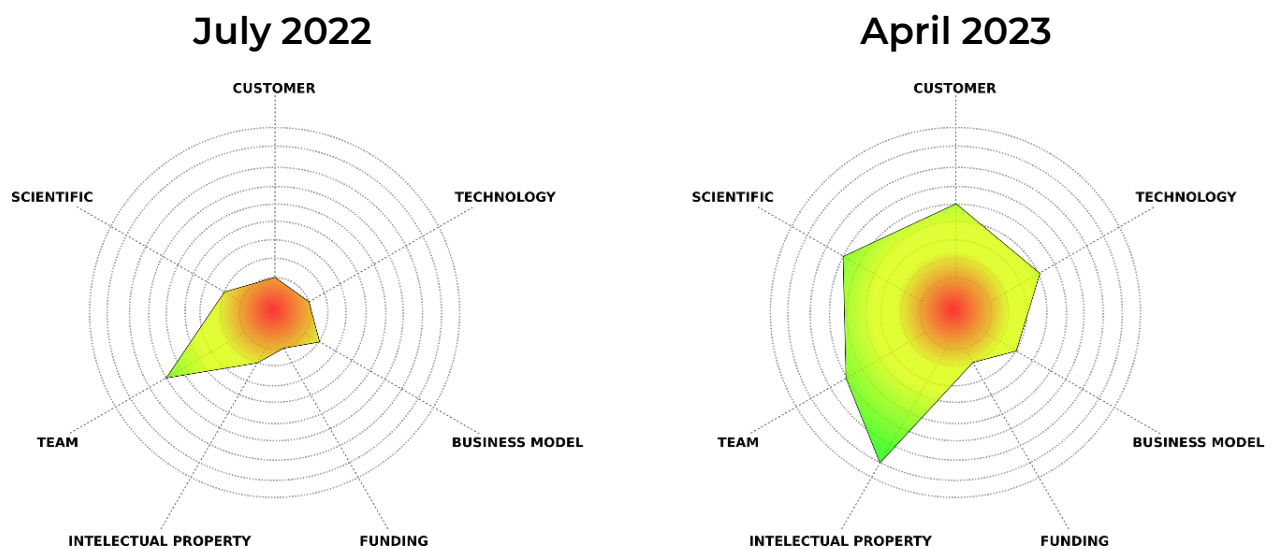 July 2022
CUSTOMER
SCIENTIFIC
TECHNOLOGY
TEAM
BUSINESS MODEL
INTELECTUAL PROPERTY
FUNDING
April 2023
CUSTOMER
SCIENTIFIC
TECHNOLOGY
TEAM
BUSINESS MODEL
INTELECTUAL PROPERTY
FUNDING